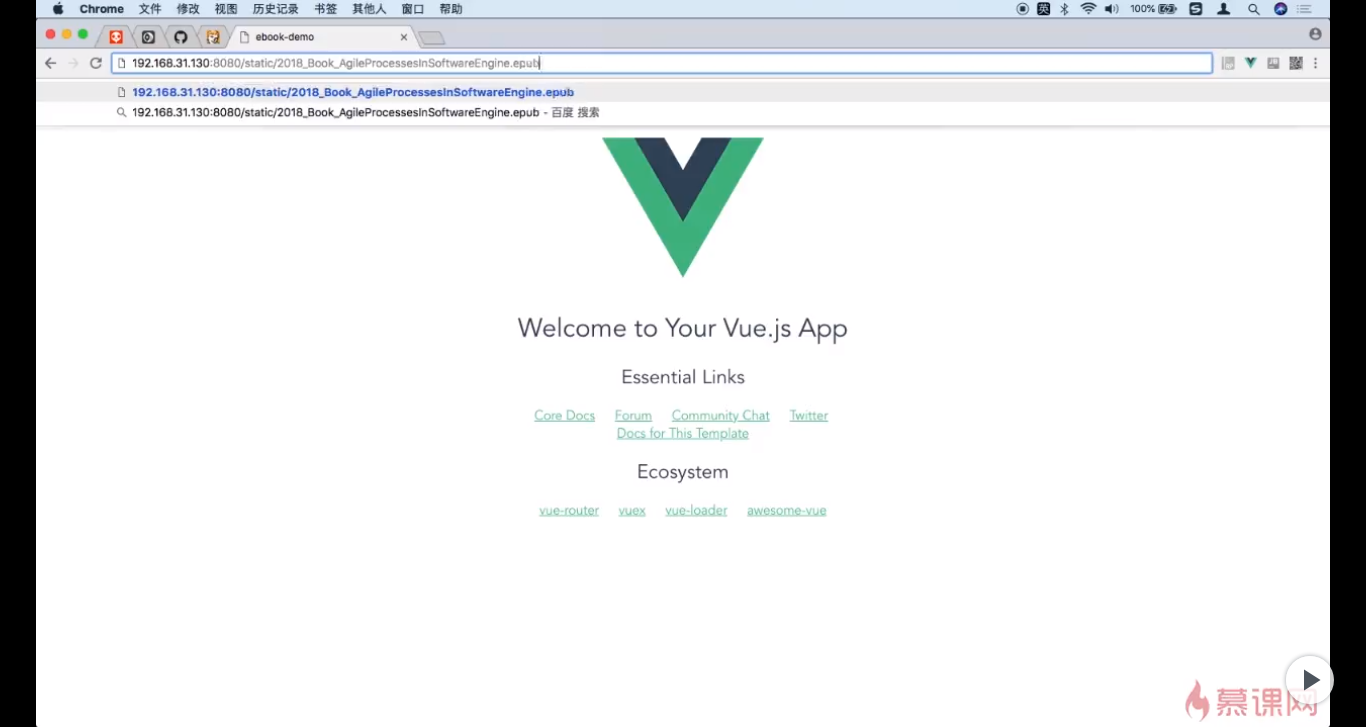 Chrome 文件 修改 视图 历史记录 书签 其他人 窗口 帮助 英 100%
ebook-demo
192.168.31.130:8080/static/2018_Book_AgileProcessesInSoftwareEngine.epub
192.168.31.130:8080/static/2018_Book_AgileProcessesInSoftwareEngine.epub
192.168.31.130:8080/static/2018_Book_AgileProcessesInSoftwareEngine.epub - 百度 搜索
Welcome to Your Vue.js App
Essential Links
Core Docs Forum Community Chat Twitter
Docs for This Template
Ecosystem
vue-router vuex vue-loader awesome-vue
慕课网